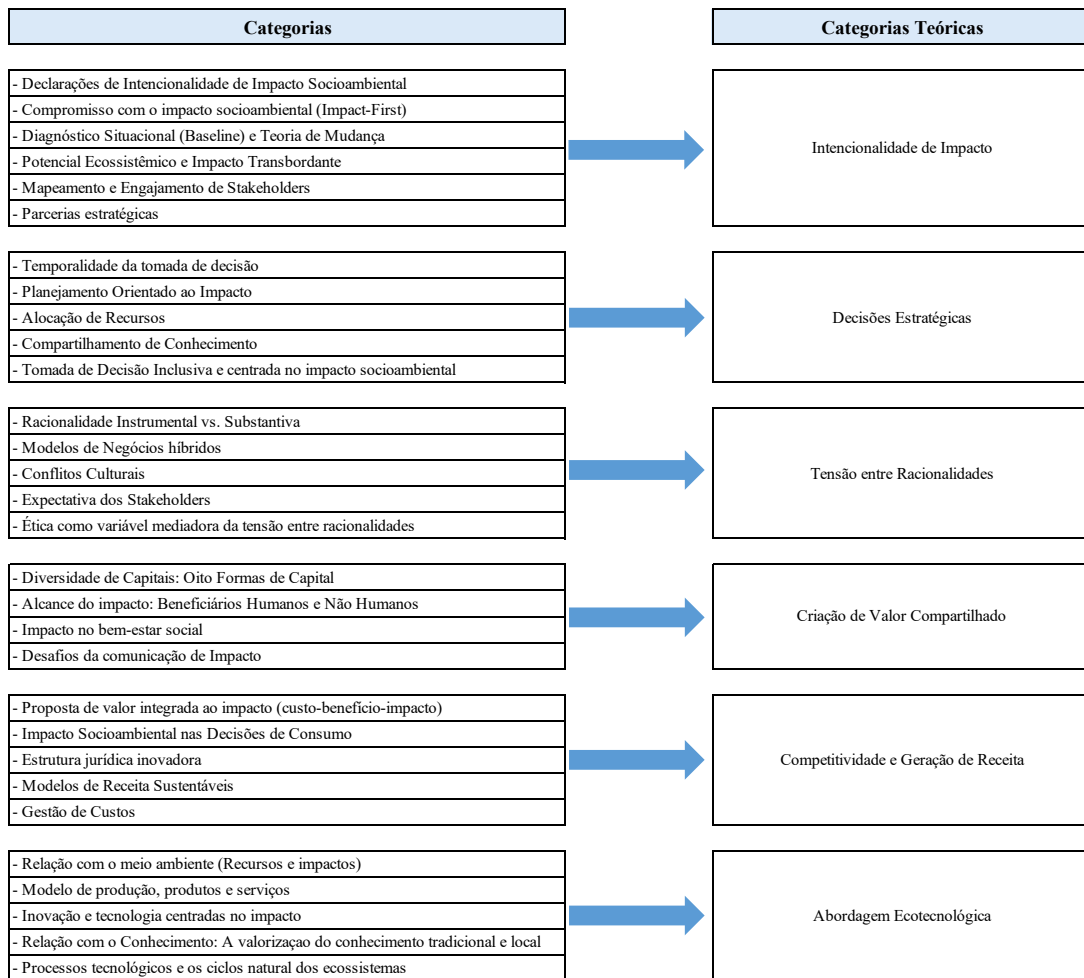 Categorias
Categorias Teóricas
- Declarações de Intencionalidade de Impacto Socioambiental
- Compromisso com o impacto socioambiental (Impact-First)
- Diagnóstico Situacional (Baseline) e Teoria de Mudança
- Potencial Ecossistêmico e Impacto Transbordante
- Mapeamento e Engajamento de Stakeholders
- Parcerias estratégicas
Intencionalidade de Impacto
- Temporalidade da tomada de decisão
- Planejamento Orientado ao Impacto
- Alocação de Recursos
- Compartilhamento de Conhecimento
- Tomada de Decisão Inclusiva e centrada no impacto socioambiental
Decisões Estratégicas
- Racionalidade Instrumental vs. Substantiva
- Modelos de Negócios híbridos
- Conflitos Culturais
- Expectativa dos Stakeholders
- Ética como variável mediadora da tensão entre racionalidades
Tensão entre Racionalidades
- Diversidade de Capitais: Oito Formas de Capital
- Alcance do impacto: Beneficiários Humanos e Não Humanos
- Impacto no bem-estar social
- Desafios da comunicação de Impacto
Criação de Valor Compartilhado
- Proposta de valor integrada ao impacto (custo-benefício-impacto)
- Impacto Socioambiental nas Decisões de Consumo
- Estrutura jurídica inovadora
- Modelos de Receita Sustentáveis
- Gestão de Custos
Competitividade e Geração de Receita
- Relação com o meio ambiente (Recursos e impactos)
- Modelo de produção, produtos e serviços
- Inovação e tecnologia centradas no impacto
- Relação com o Conhecimento: A valorizaçao do conhecimento tradicional e local
- Processos tecnológicos e os ciclos natural dos ecossistemas
Abordagem Ecotecnológica